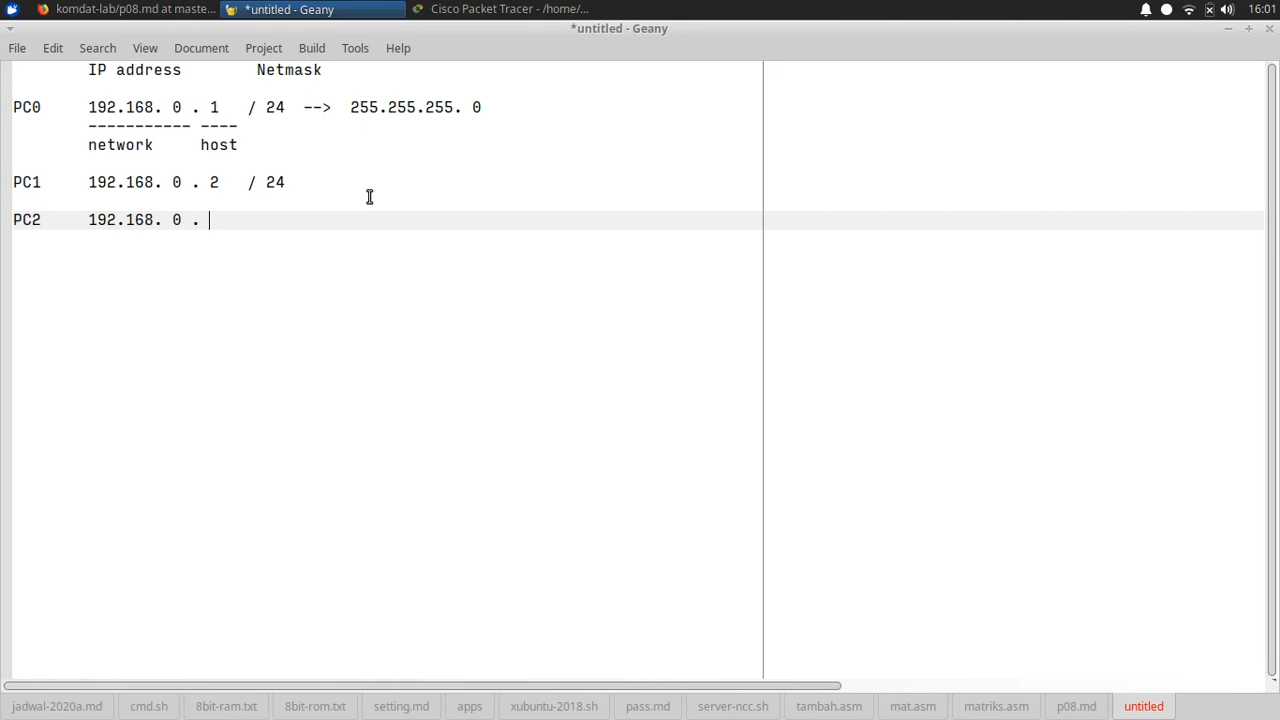 komdat-lab/p08.md at maste... *untitled - Geany Cisco Packet Tracer - /home/... 16:01
*untitled - Geany
File Edit Search View Document Project Build Tools Help
IP address Netmask
PC0 192.168. 0 . 1 / 24 --> 255.255.255. 0
----------- ----
network host
PC1 192.168. 0 . 2 / 24
PC2 192.168. 0 .
jadwal-2020a.md cmd.sh 8bit-ram.txt 8bit-rom.txt setting.md apps xubuntu-2018.sh pass.md server-ncc.sh tambah.asm mat.asm matriks.asm p08.md untitled